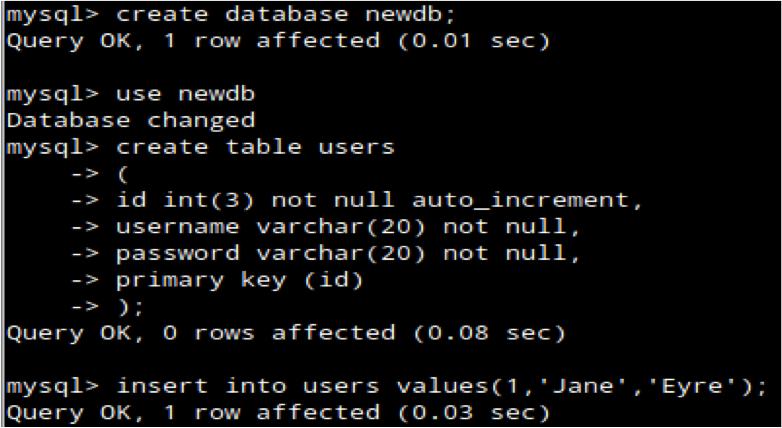 mysql> create database newdb;
Query OK, 1 row affected (0.01 sec)
mysql> use newdb
Database changed
mysql> create table users
-> (
-> id int(3) not null auto_increment,
-> username varchar(20) not null,
-> password varchar(20) not null,
-> primary key (id)
-> );
Query OK, 0 rows affected (0.08 sec)
mysql> insert into users values(1,'Jane','Eyre');
Query OK, 1 row affected (0.03 sec)